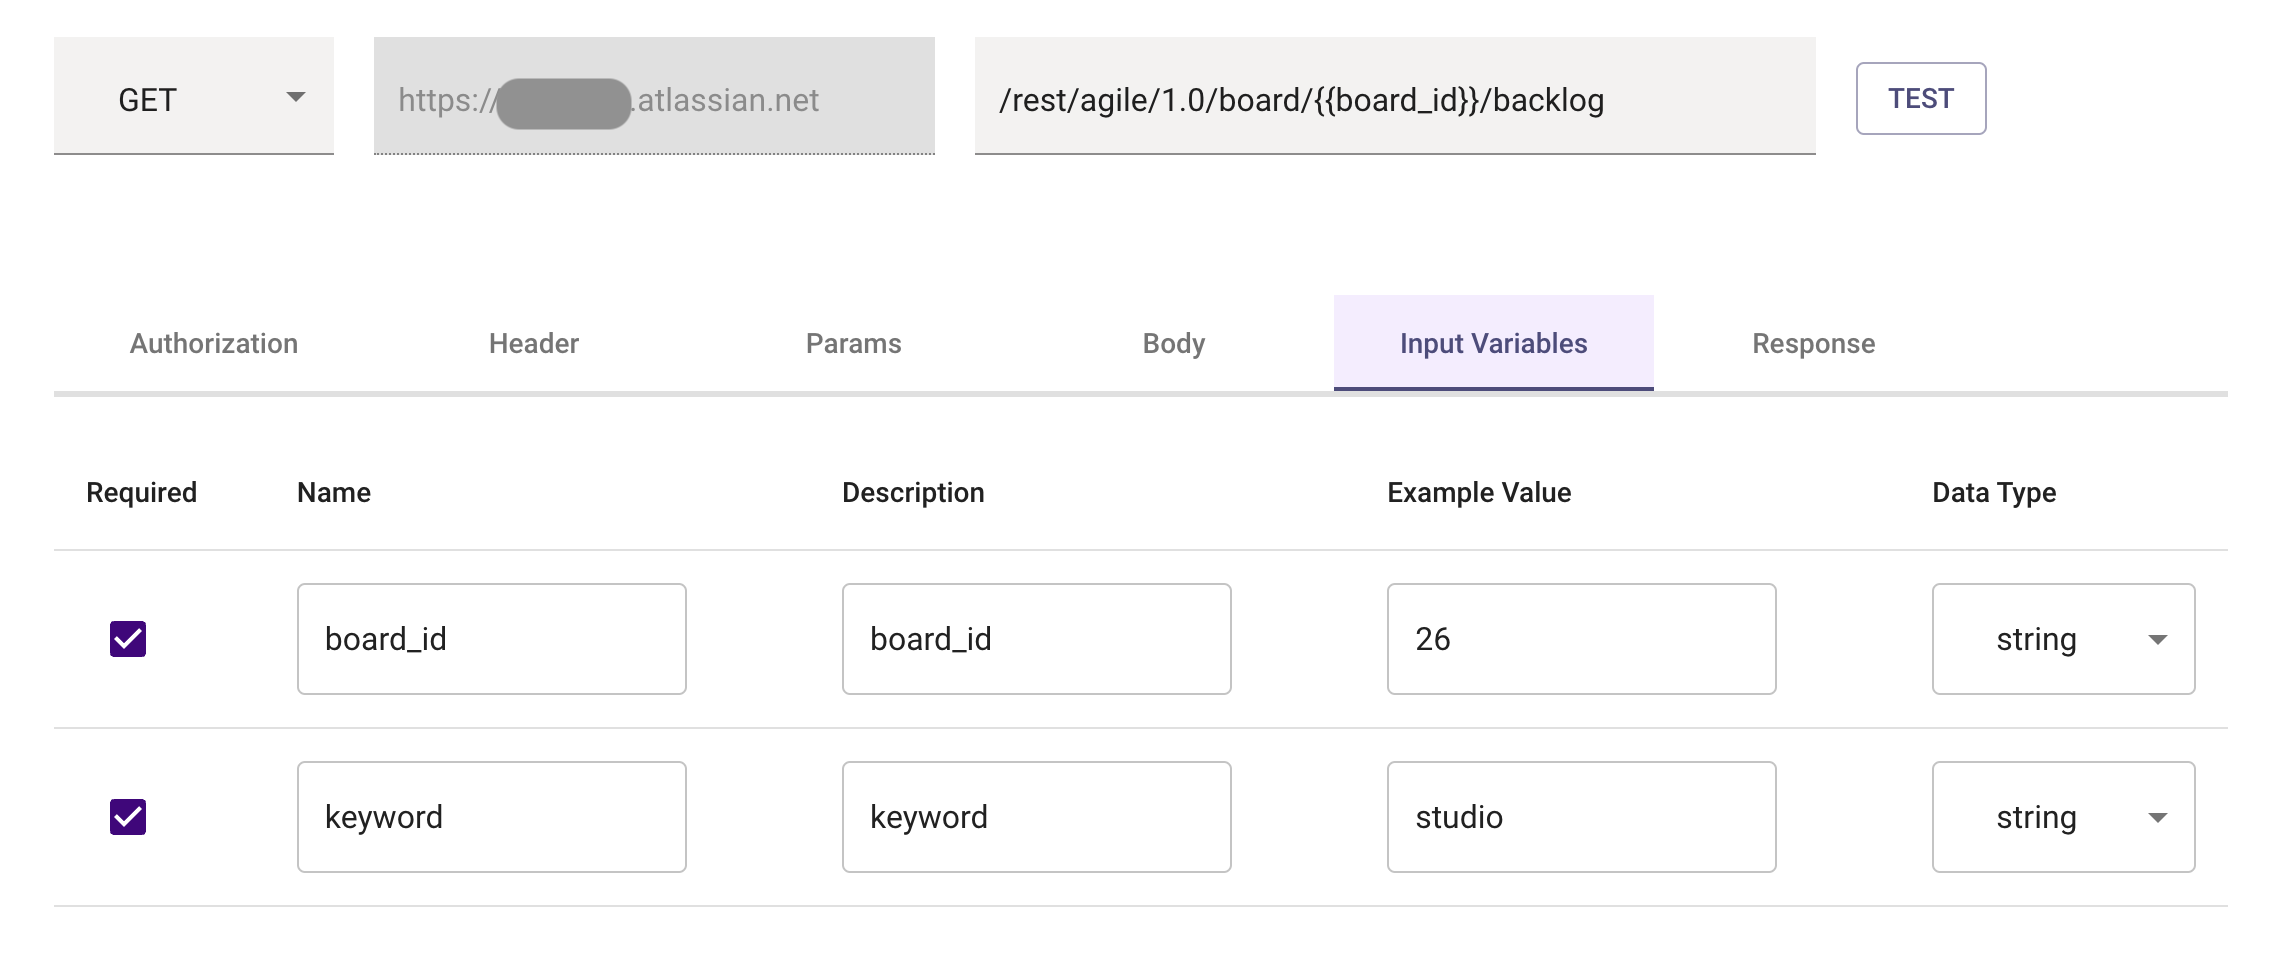 GET https:// .atlassian.net /rest/agile/1.0/board/{{board_id}}/backlog TEST
Authorization Header Params Body Input Variables Response
Required Name Description Example Value Data Type
board_id board_id 26 string
keyword keyword studio string